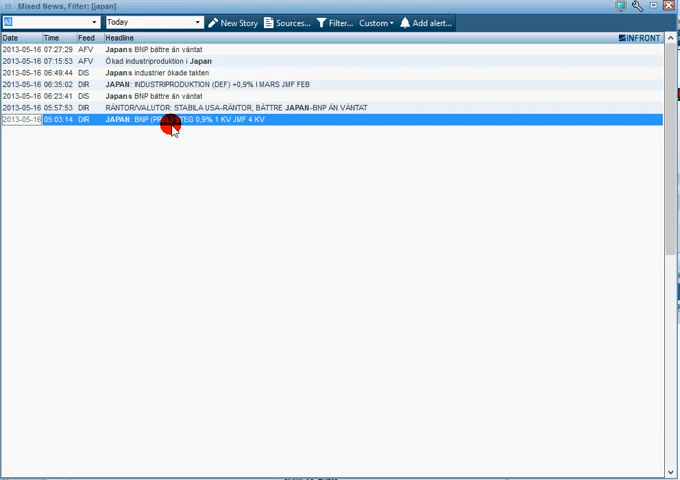 Mixed News, Filter: [japan]
All Today New Story Sources... Filter... Custom Add alert...
Date Time Feed Headline INFRONT
2013-05-16 07:27:29 AFV Japans BNP bättre än väntat
2013-05-16 07:15:53 AFV Ökad industriproduktion i Japan
2013-05-16 06:49:44 DIS Japans industrier ökade takten
2013-05-16 06:35:02 DIR JAPAN: INDUSTRIPRODUKTION (DEF) +0,9% I MARS JMF FEB
2013-05-16 06:23:41 DIS Japans BNP bättre än väntat
2013-05-16 05:57:53 DIR RÄNTOR/VALUTOR: STABILA USA-RÄNTOR, BÄTTRE JAPAN-BNP ÄN VÄNTAT
2013-05-16 05:03:14 DIR JAPAN: BNP STEG 0,9% 1 KV JMF 4 KV